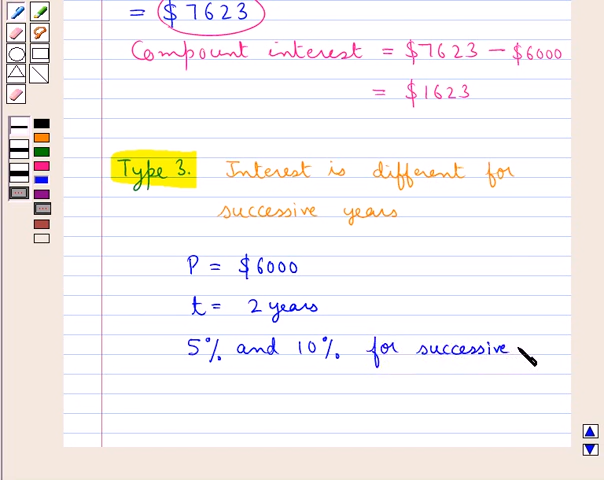 = $7623
Compount interest = $7623 - $6000
= $1623
Type 3. Interest is different for
successive years
P = $6000
t = 2 years
5% and 10% for successive